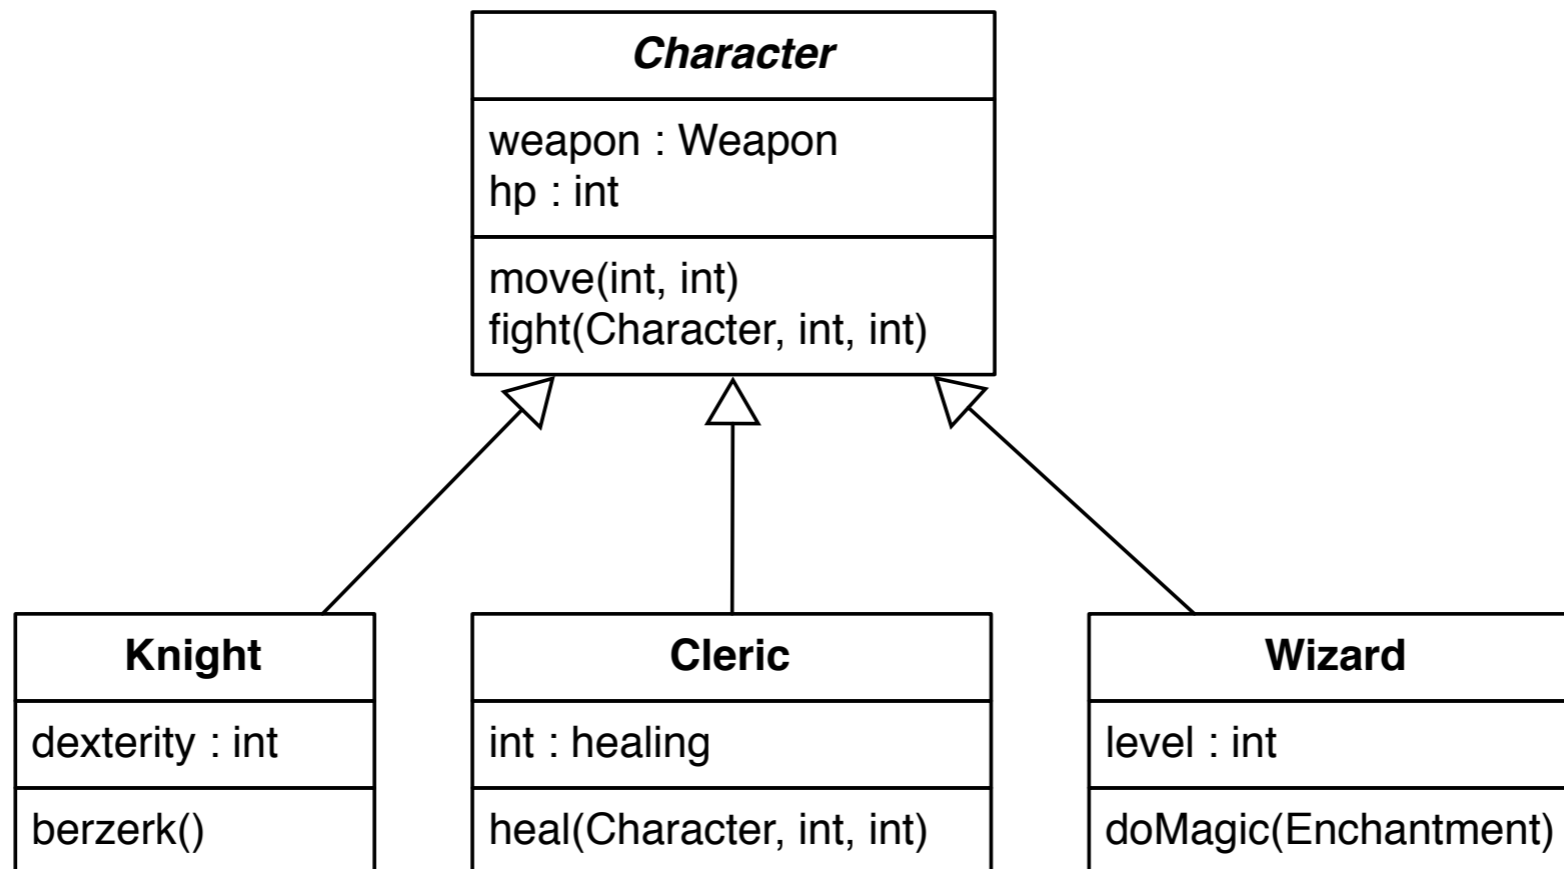 Character
weapon : Weapon
hp : int
move(int, int)
fight(Character, int, int)
Knight
dexterity : int
berzerk()
Cleric
int : healing
heal(Character, int, int)
Wizard
level : int
doMagic(Enchantment)